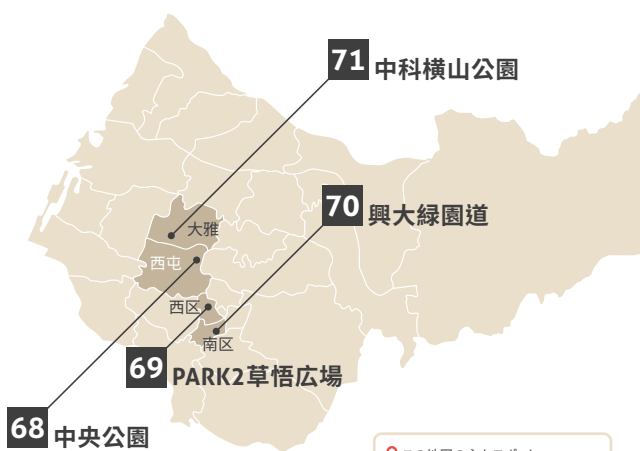 71 中科横山公園
70 興大緑園道
大雅
西屯
西区
南区
69 PARK2草悟広場
68 中央公園